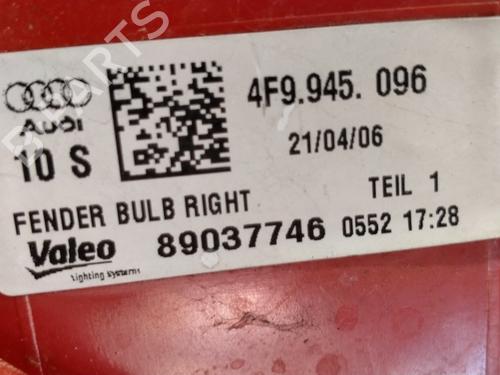 4F9.945. 096
Audi
10 S
21/04/06
TEIL 1
FENDER BULB RIGHT
Valeo 89037746 0552 17:28
Lighting systems